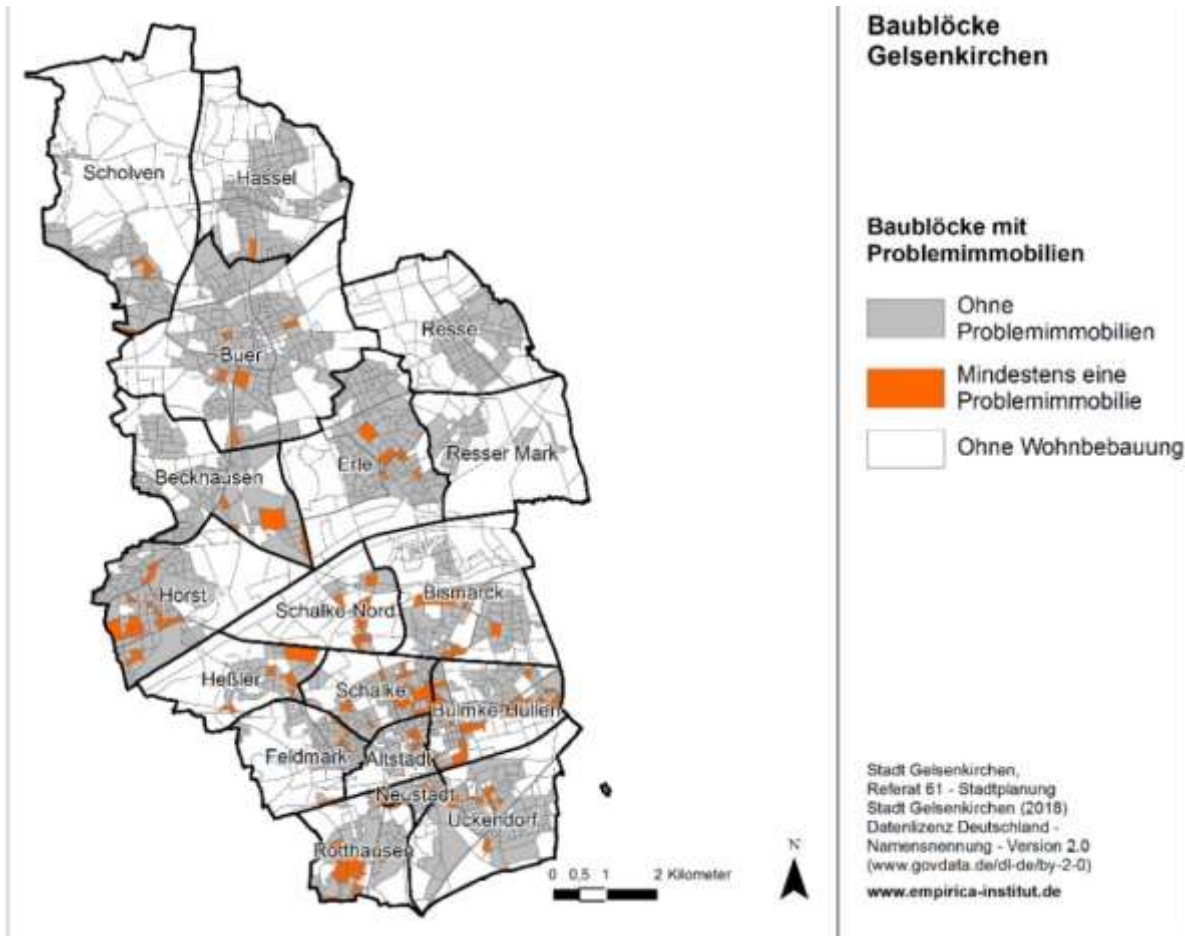 Baublöcke
Gelsenkirchen
Baublöcke mit
Problemimmobilien
Ohne
Problemimmobilien
Mindestens eine
Problemimmobilie
Ohne Wohnbebauung
Scholven
Hassel
Resse
Buer
Resser Mark
Erle
Beckhausen
Horst
Bismarck
Schalke-Nord
Heßler
Schalke
Bulmke-Hüllen
Feldmark
Altstadt
Neustadt
Ückendorf
Rotthausen
0 0,5 1 2 Kilometer
N
Stadt Gelsenkirchen,
Referat 61 - Stadtplanung
Stadt Gelsenkirchen (2018)
Datenlizenz Deutschland -
Namensnennung - Version 2.0
(www.govdata.de/dl-de/by-2-0)
www.empirica-institut.de